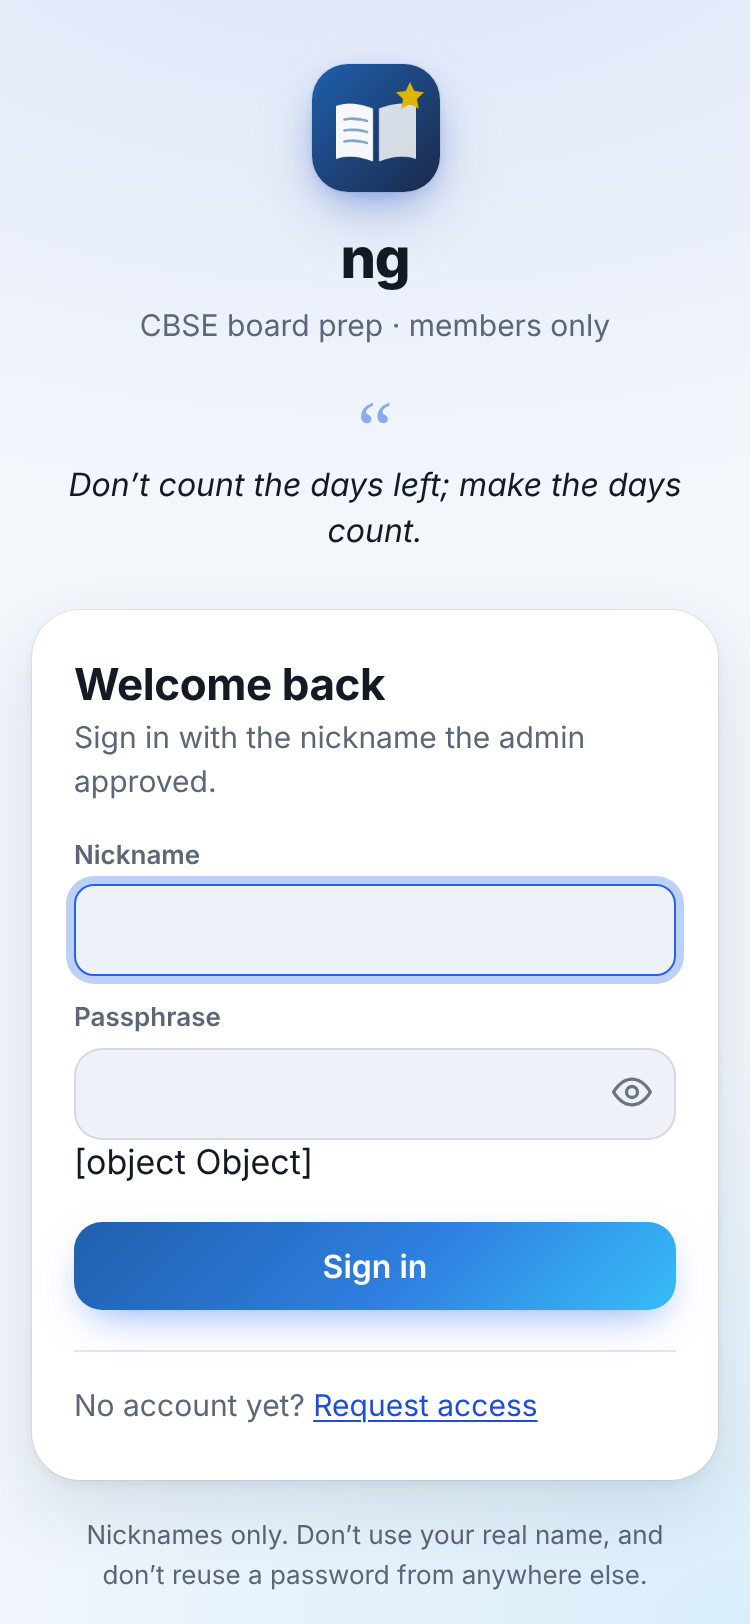 ng
CBSE board prep · members only
“
Don’t count the days left; make the days
count.
Welcome back
Sign in with the nickname the admin
approved.
Nickname
Passphrase
[object Object]
Sign in
No account yet? Request access
Nicknames only. Don’t use your real name, and
don’t reuse a password from anywhere else.